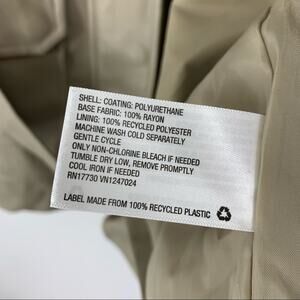 SHELL: COATING: POLYURETHANE
BASE FABRIC: 100% RAYON
LINING: 100% RECYCLED POLYESTER
MACHINE WASH COLD SEPARATELY
GENTLE CYCLE
ONLY NON-CHLORINE BLEACH IF NEEDED
TUMBLE DRY LOW, REMOVE PROMPTLY
COOL IRON IF NEEDED
RN17730 VN1247024
LABEL MADE FROM 100% RECYCLED PLASTIC